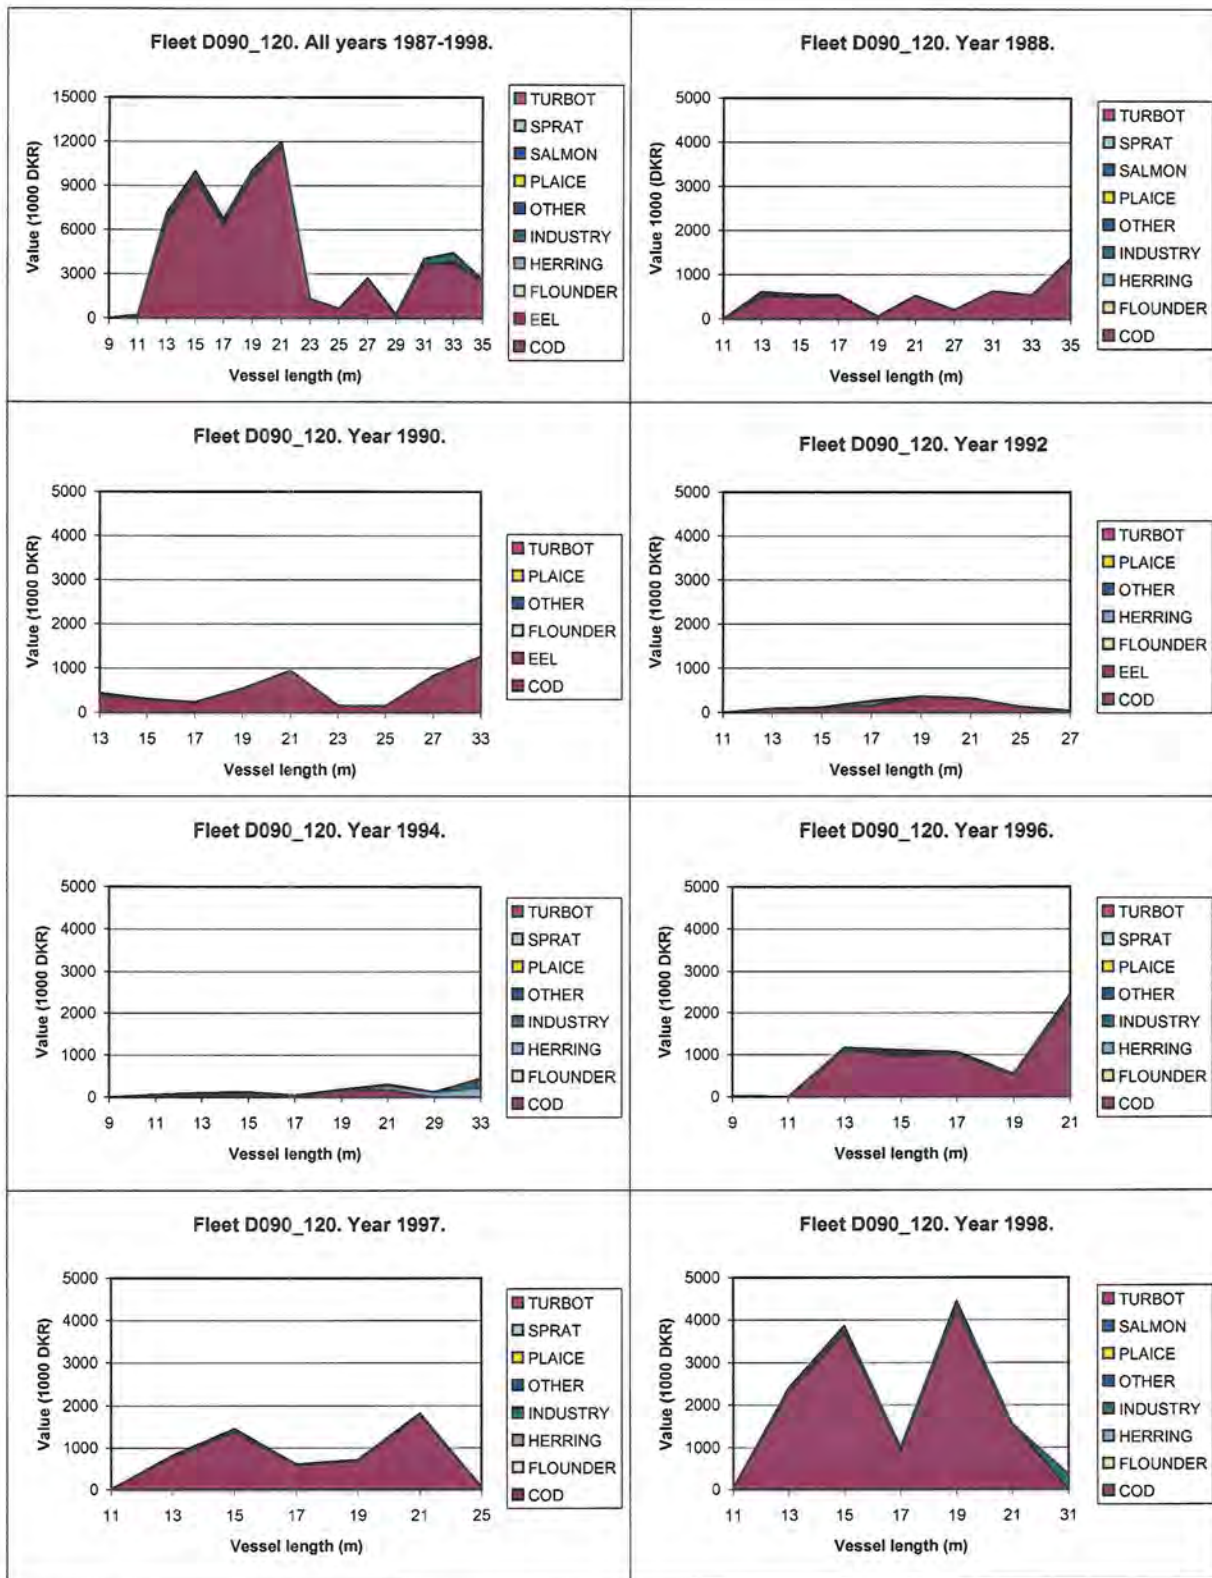 Fleet D090_120. All years 1987-1998.
Value (1000 DKR)
15000
12000
9000
6000
3000
0
9 11 13 15 17 19 21 23 25 27 29 31 33 35
Vessel length (m)
TURBOT
SPRAT
SALMON
PLAICE
OTHER
INDUSTRY
HERRING
FLOUNDER
EEL
COD
Fleet D090_120. Year 1988.
Value 1000 (DKR)
5000
4000
3000
2000
1000
0
11 13 15 17 19 21 27 31 33 35
Vessel length (m)
TURBOT
SPRAT
SALMON
PLAICE
OTHER
INDUSTRY
HERRING
FLOUNDER
COD
Fleet D090_120. Year 1990.
Value (1000 DKR)
5000
4000
3000
2000
1000
0
13 15 17 19 21 23 25 27 33
Vessel length (m)
TURBOT
PLAICE
OTHER
FLOUNDER
EEL
COD
Fleet D090_120. Year 1992
Value (1000 DKR)
5000
4000
3000
2000
1000
0
11 13 15 17 19 21 25 27
Vessel length (m)
TURBOT
PLAICE
OTHER
HERRING
FLOUNDER
EEL
COD
Fleet D090_120. Year 1994.
Value (1000 DKR)
5000
4000
3000
2000
1000
0
9 11 13 15 17 19 21 29 33
Vessel length (m)
TURBOT
SPRAT
PLAICE
OTHER
INDUSTRY
HERRING
FLOUNDER
COD
Fleet D090_120. Year 1996.
Value (1000 DKR)
5000
4000
3000
2000
1000
0
9 11 13 15 17 19 21
Vessel length (m)
TURBOT
SPRAT
PLAICE
OTHER
INDUSTRY
HERRING
FLOUNDER
COD
Fleet D090_120. Year 1997.
Value (1000 DKR)
5000
4000
3000
2000
1000
0
11 13 15 17 19 21 25
Vessel length (m)
TURBOT
SPRAT
PLAICE
OTHER
INDUSTRY
HERRING
FLOUNDER
COD
Fleet D090_120. Year 1998.
Value (1000 DKR)
5000
4000
3000
2000
1000
0
11 13 15 17 19 21 31
Vessel length (m)
TURBOT
SALMON
PLAICE
OTHER
INDUSTRY
HERRING
FLOUNDER
COD